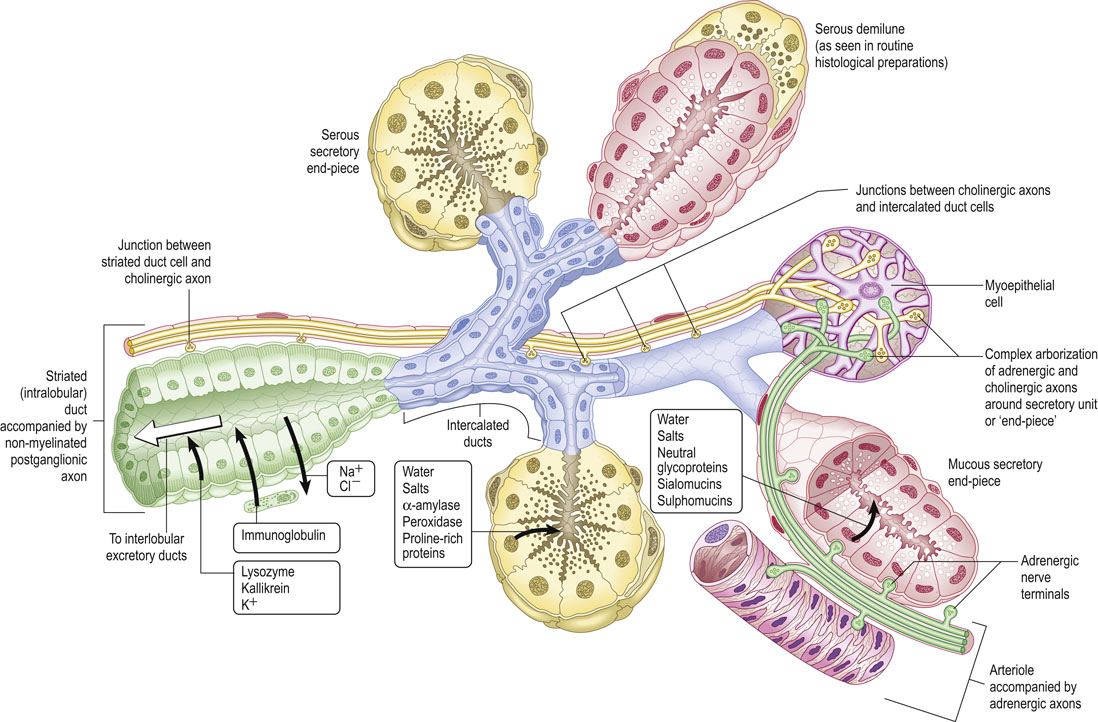 Serous demilune
(as seen in routine
histological preparations)
Serous
secretory
end-piece
Junctions between cholinergic axons
and intercalated duct cells
Junction between
striated duct cell and
cholinergic axon
Myoepithelial
cell
Complex arborization
of adrenergic and
cholinergic axons
around secretory unit
or ‘end-piece’
Striated
(intralobular)
duct
accompanied by
non-myelinated
postganglionic
axon
Intercalated
ducts
Water
Salts
Neutral
glycoproteins
Sialomucins
Sulphomucins
Mucous secretory
end-piece
Na+
Cl−
Water
Salts
α-amylase
Peroxidase
Proline-rich
proteins
To interlobular
excretory ducts
Immunoglobulin
Lysozyme
Kallikrein
K+
Adrenergic
nerve
terminals
Arteriole
accompanied by
adrenergic axons